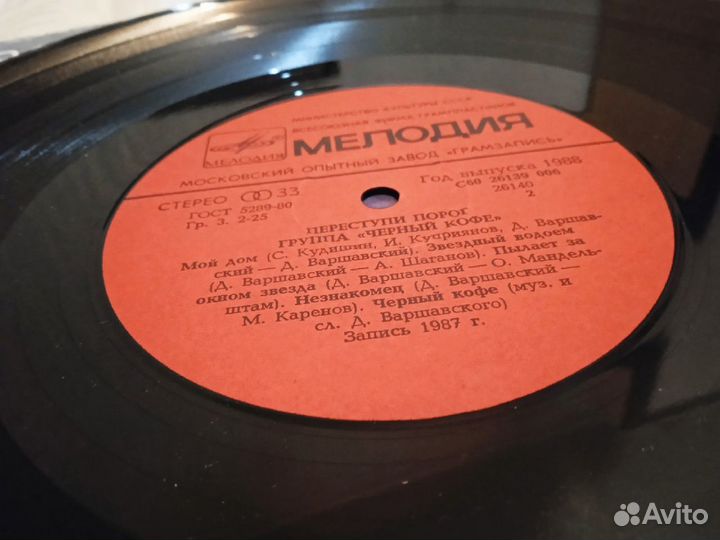 МИНИСТЕРСТВО КУЛЬТУРЫ СССР
ВСЕСОЮЗНАЯ ФИРМА ГРАМПЛАСТИНОК
МЕЛОДИЯ
МЕЛОДИЯ
МОСКОВСКИЙ ОПЫТНЫЙ ЗАВОД «ГРАМЗАПИСЬ»
СТЕРЕО 33
ГОСТ 5289-80
Гр. 3. 2-25
Год выпуска 1988
С60 26139 006
26140
2
ПЕРЕСТУПИ ПОРОГ
ГРУППА «ЧЕРНЫЙ КОФЕ»
Мой дом (С. Кудишин, И. Куприянов, Д. Варшав-
ский — Д. Варшавский). Звездный водоем
(Д. Варшавский — А. Шаганов). Пылает за
окном звезда (Д. Варшавский — О. Мандель-
штам). Незнакомец (Д. Варшавский —
М. Каренов). Черный кофе (муз. и
сл. Д. Варшавского)
Запись 1987 г.
Avito